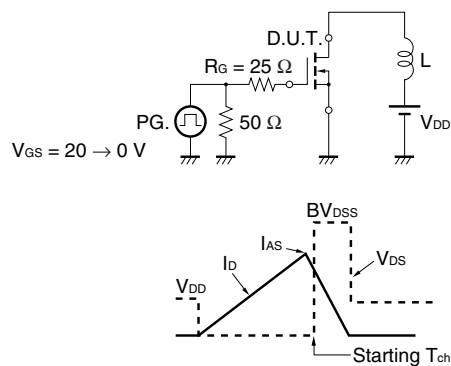 D.U.T.
RG = 25 Ω
L
PG.
50 Ω
VDD
VGS = 20 → 0 V
BVDSS
IAS
ID
VDS
VDD
Starting Tch